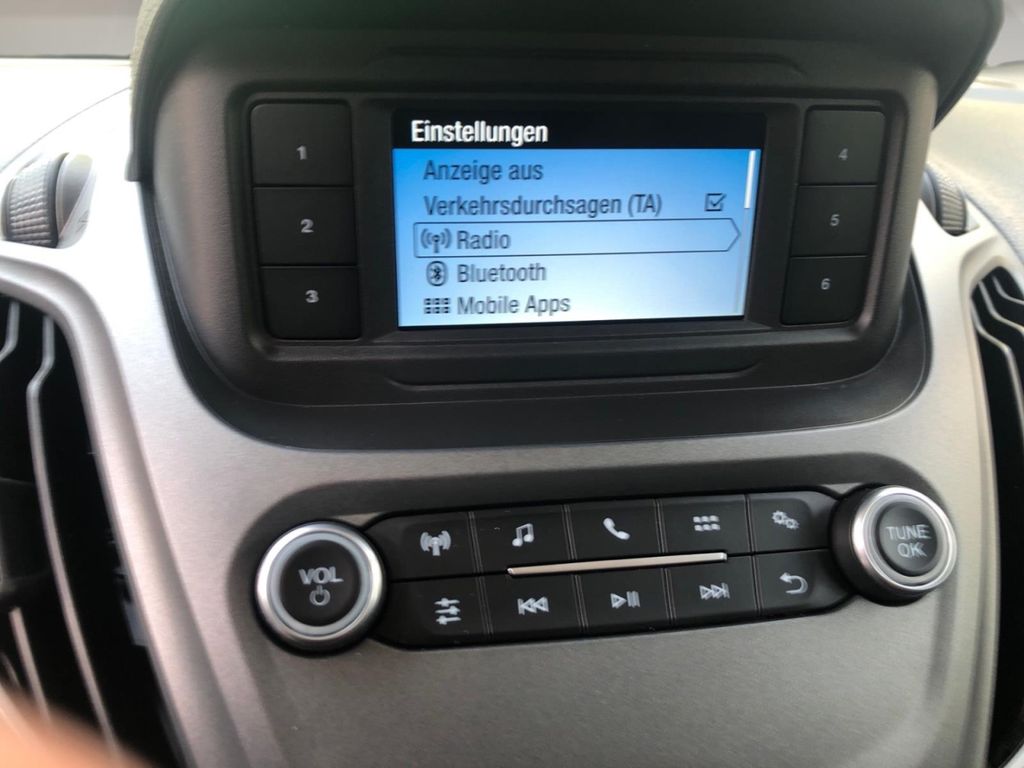 Einstellungen
Anzeige aus
Verkehrsdurchsagen (TA)
Radio
Bluetooth
Mobile Apps
1
2
3
4
5
6
VOL
TUNE
OK